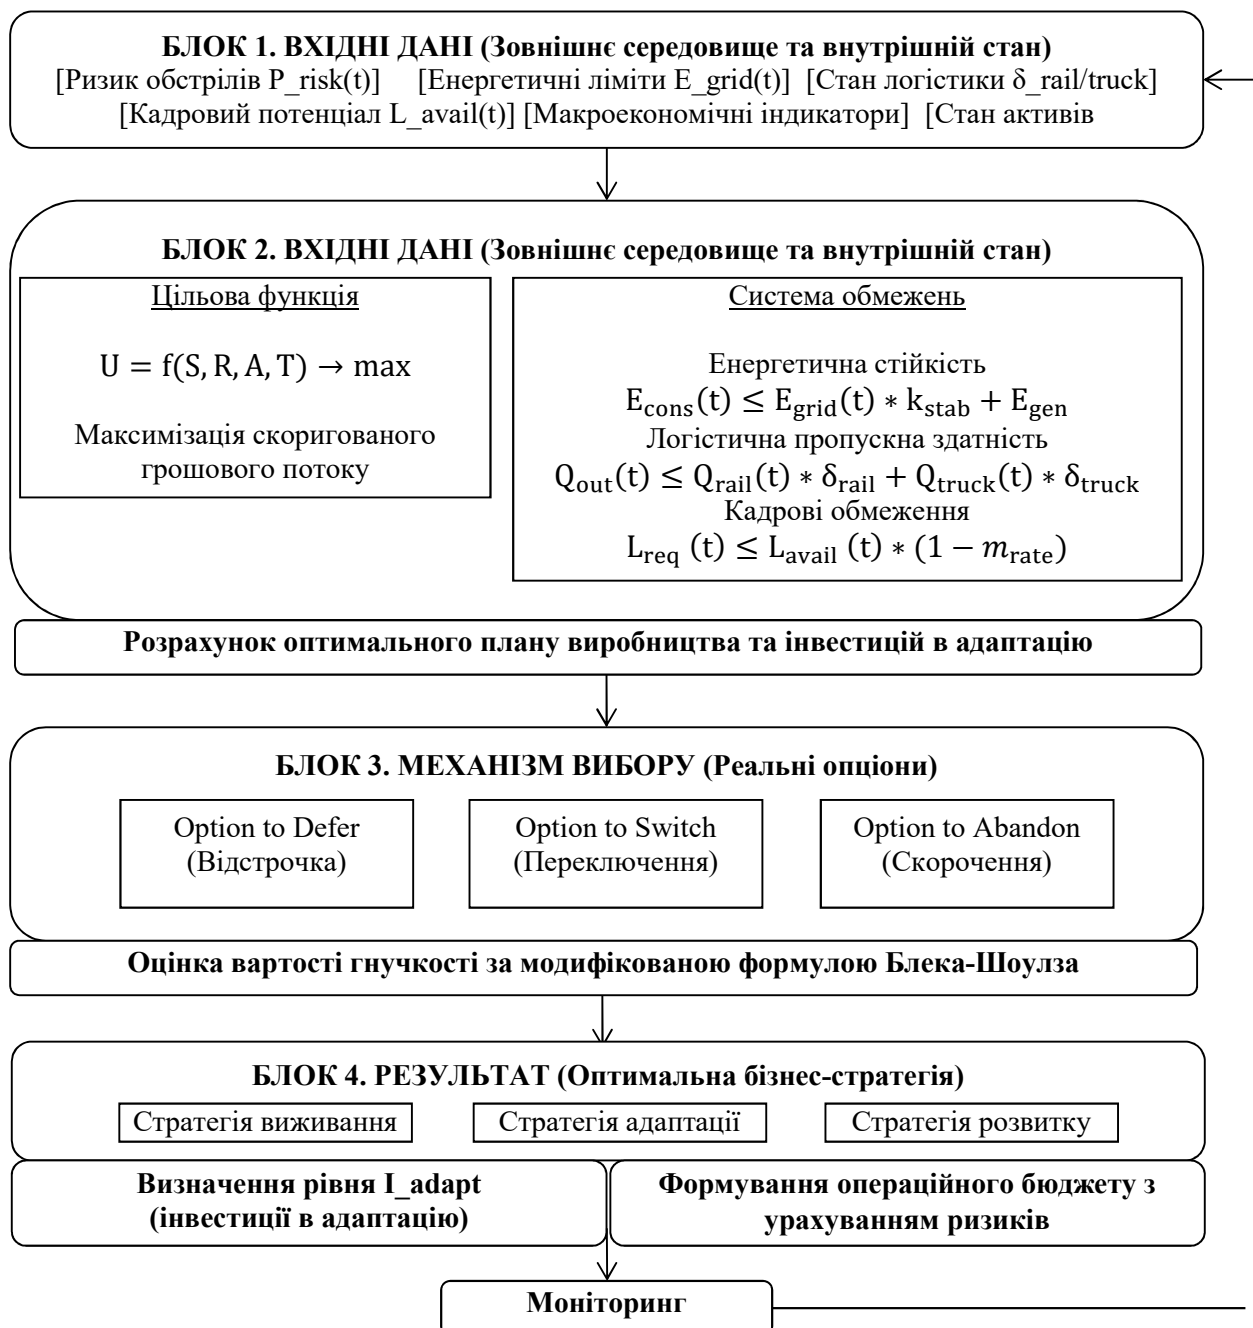 БЛОК 1. ВХІДНІ ДАНІ (Зовнішнє середовище та внутрішній стан)
[Ризик обстрілів P_risk(t)] [Енергетичні ліміти E_grid(t)] [Стан логістики δ_rail/truck]
[Кадровий потенціал L_avail(t)] [Макроекономічні індикатори] [Стан активів
БЛОК 2. ВХІДНІ ДАНІ (Зовнішнє середовище та внутрішній стан)
Цільова функція
U = f(S, R, A, T) → max
Максимізація скоригованого
грошового потоку
Система обмежень
Енергетична стійкість
E_cons(t) ≤ E_grid(t) * k_stab + E_gen
Логістична пропускна здатність
Q_out(t) ≤ Q_rail(t) * δ_rail + Q_truck(t) * δ_truck
Кадрові обмеження
L_req (t) ≤ L_avail (t) * (1 − m_rate)
Розрахунок оптимального плану виробництва та інвестицій в адаптацію
БЛОК 3. МЕХАНІЗМ ВИБОРУ (Реальні опціони)
Option to Defer
(Відстрочка)
Option to Switch
(Переключення)
Option to Abandon
(Скорочення)
Оцінка вартості гнучкості за модифікованою формулою Блека-Шоулза
БЛОК 4. РЕЗУЛЬТАТ (Оптимальна бізнес-стратегія)
Стратегія виживання
Стратегія адаптації
Стратегія розвитку
Визначення рівня I_adapt
(інвестиції в адаптацію)
Формування операційного бюджету з
урахуванням ризиків
Моніторинг